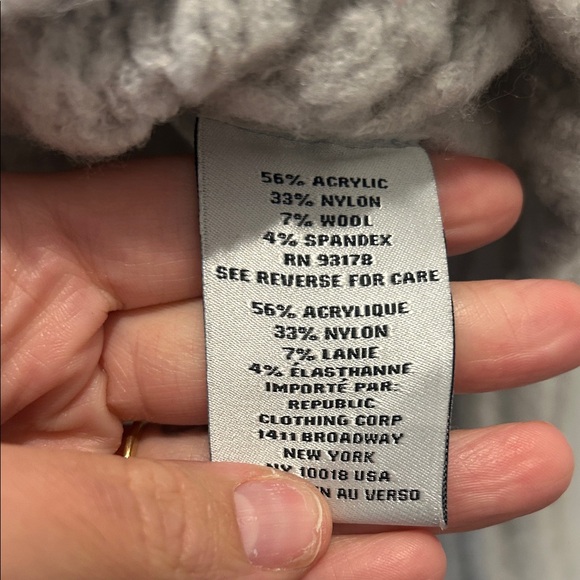 56% ACRYLIC
33% NYLON
7% WOOL
4% SPANDEX
RN 93178
SEE REVERSE FOR CARE
56% ACRYLIQUE
33% NYLON
7% LANIE
4% ÉLASTHANNE
IMPORTÉ PAR:
REPUBLIC
CLOTHING CORP
1411 BROADWAY
NEW YORK
NY 10018 USA
AU VERSO